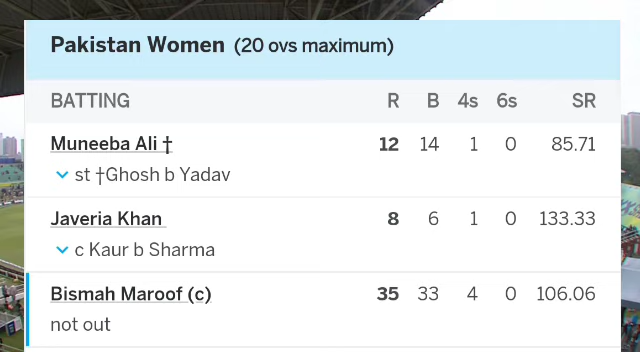 Pakistan Women (20 ovs maximum)
BATTING R B 4s 6s SR
Muneeba Ali † 12 14 1 0 85.71
st †Ghosh b Yadav
Javeria Khan 8 6 1 0 133.33
c Kaur b Sharma
Bismah Maroof (c) 35 33 4 0 106.06
not out